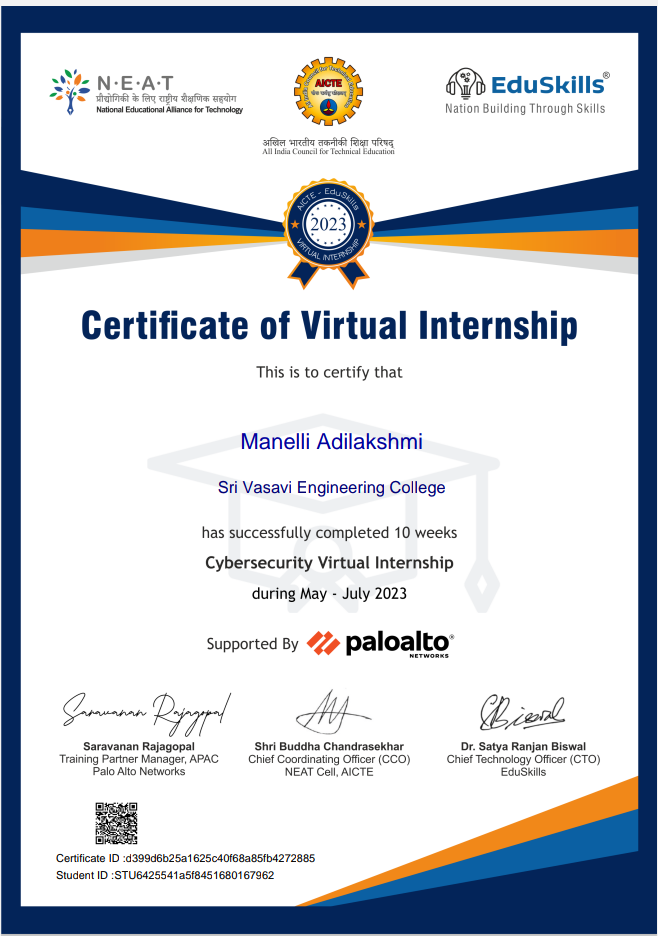 N·E·A·T
प्रौद्योगिकी के लिए राष्ट्रीय शैक्षणिक सहयोग
National Educational Alliance for Technology
AICTE
अखिल भारतीय तकनीकी शिक्षा परिषद्
All India Council for Technical Education
EduSkills®
Nation Building Through Skills
AICTE - EduSkills
2023
VIRTUAL INTERNSHIP
Certificate of Virtual Internship
This is to certify that
Manelli Adilakshmi
Sri Vasavi Engineering College
has successfully completed 10 weeks
Cybersecurity Virtual Internship
during May - July 2023
Supported By paloalto®
NETWORKS
Saravanan Rajagopal
Saravanan Rajagopal
Training Partner Manager, APAC
Palo Alto Networks
Shri Buddha Chandrasekhar
Chief Coordinating Officer (CCO)
NEAT Cell, AICTE
Dr. Satya Ranjan Biswal
Chief Technology Officer (CTO)
EduSkills
Certificate ID :d399d6b25a1625c40f68a85fb4272885
Student ID :STU6425541a5f8451680167962